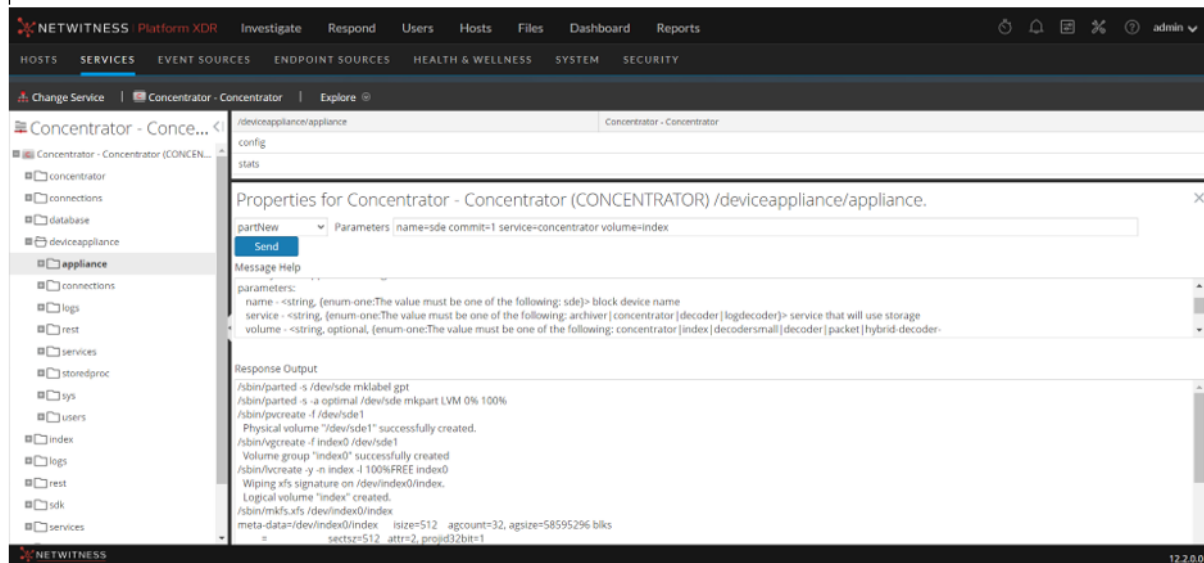 NETWITNESS Platform XDR Investigate Respond Users Hosts Files Dashboard Reports admin
HOSTS SERVICES EVENT SOURCES ENDPOINT SOURCES HEALTH & WELLNESS SYSTEM SECURITY
Change Service | Concentrator - Concentrator | Explore
Concentrator - Conce...
Concentrator - Concentrator (CONCEN...
concentrator
connections
database
deviceappliance
appliance
connections
logs
rest
services
storedproc
sys
users
index
logs
rest
sdk
services
/deviceappliance/appliance Concentrator - Concentrator
config
stats
Properties for Concentrator - Concentrator (CONCENTRATOR) /deviceappliance/appliance.
partNew Parameters name=sde commit=1 service=concentrator volume=index
Send
Message Help
parameters:
name - <string, {enum-one:The value must be one of the following: sde}> block device name
service - <string, {enum-one:The value must be one of the following: archiver|concentrator|decoder|logdecoder}> service that will use storage
volume - <string, optional, {enum-one:The value must be one of the following: concentrator|index|decodersmall|decoder|packet|hybrid-decoder-
Response Output
/sbin/parted -s /dev/sde mklabel gpt
/sbin/parted -s -a optimal /dev/sde mkpart LVM 0% 100%
/sbin/pvcreate -f /dev/sde1
Physical volume "/dev/sde1" successfully created.
/sbin/vgcreate -f index0 /dev/sde1
Volume group "index0" successfully created
/sbin/lvcreate -y -n index -l 100%FREE index0
Wiping xfs signature on /dev/index0/index.
Logical volume "index" created.
/sbin/mkfs.xfs /dev/index0/index
meta-data=/dev/index0/index isize=512 agcount=32, agsize=58595296 blks
= sectsz=512 attr=2, projid32bit=1
NETWITNESS 12.2.0.0